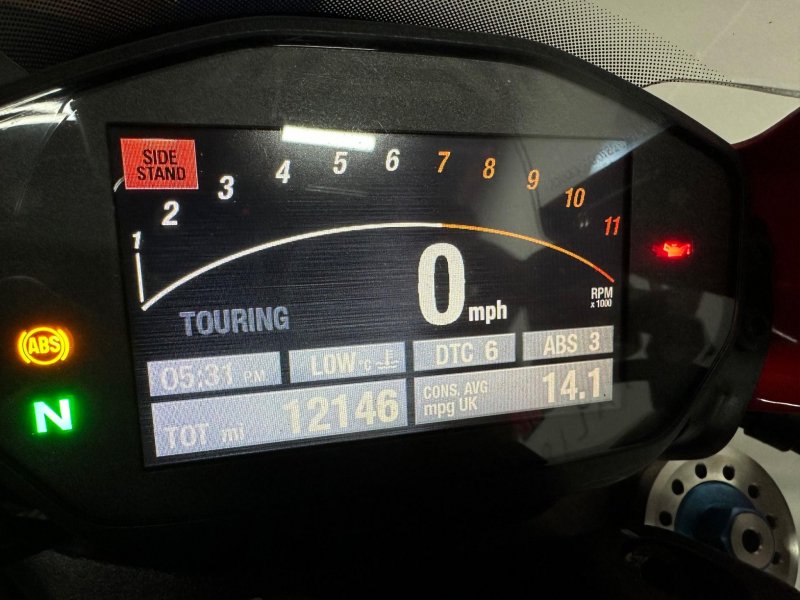 SIDE
STAND
1 2 3 4 5 6 7 8 9 10 11
RPM
x 1000
0 mph
TOURING
ABS
N
05:31 PM
LOW °C
DTC 6
ABS 3
TOT mi 12146
CONS. AVG
mpg UK 14.1